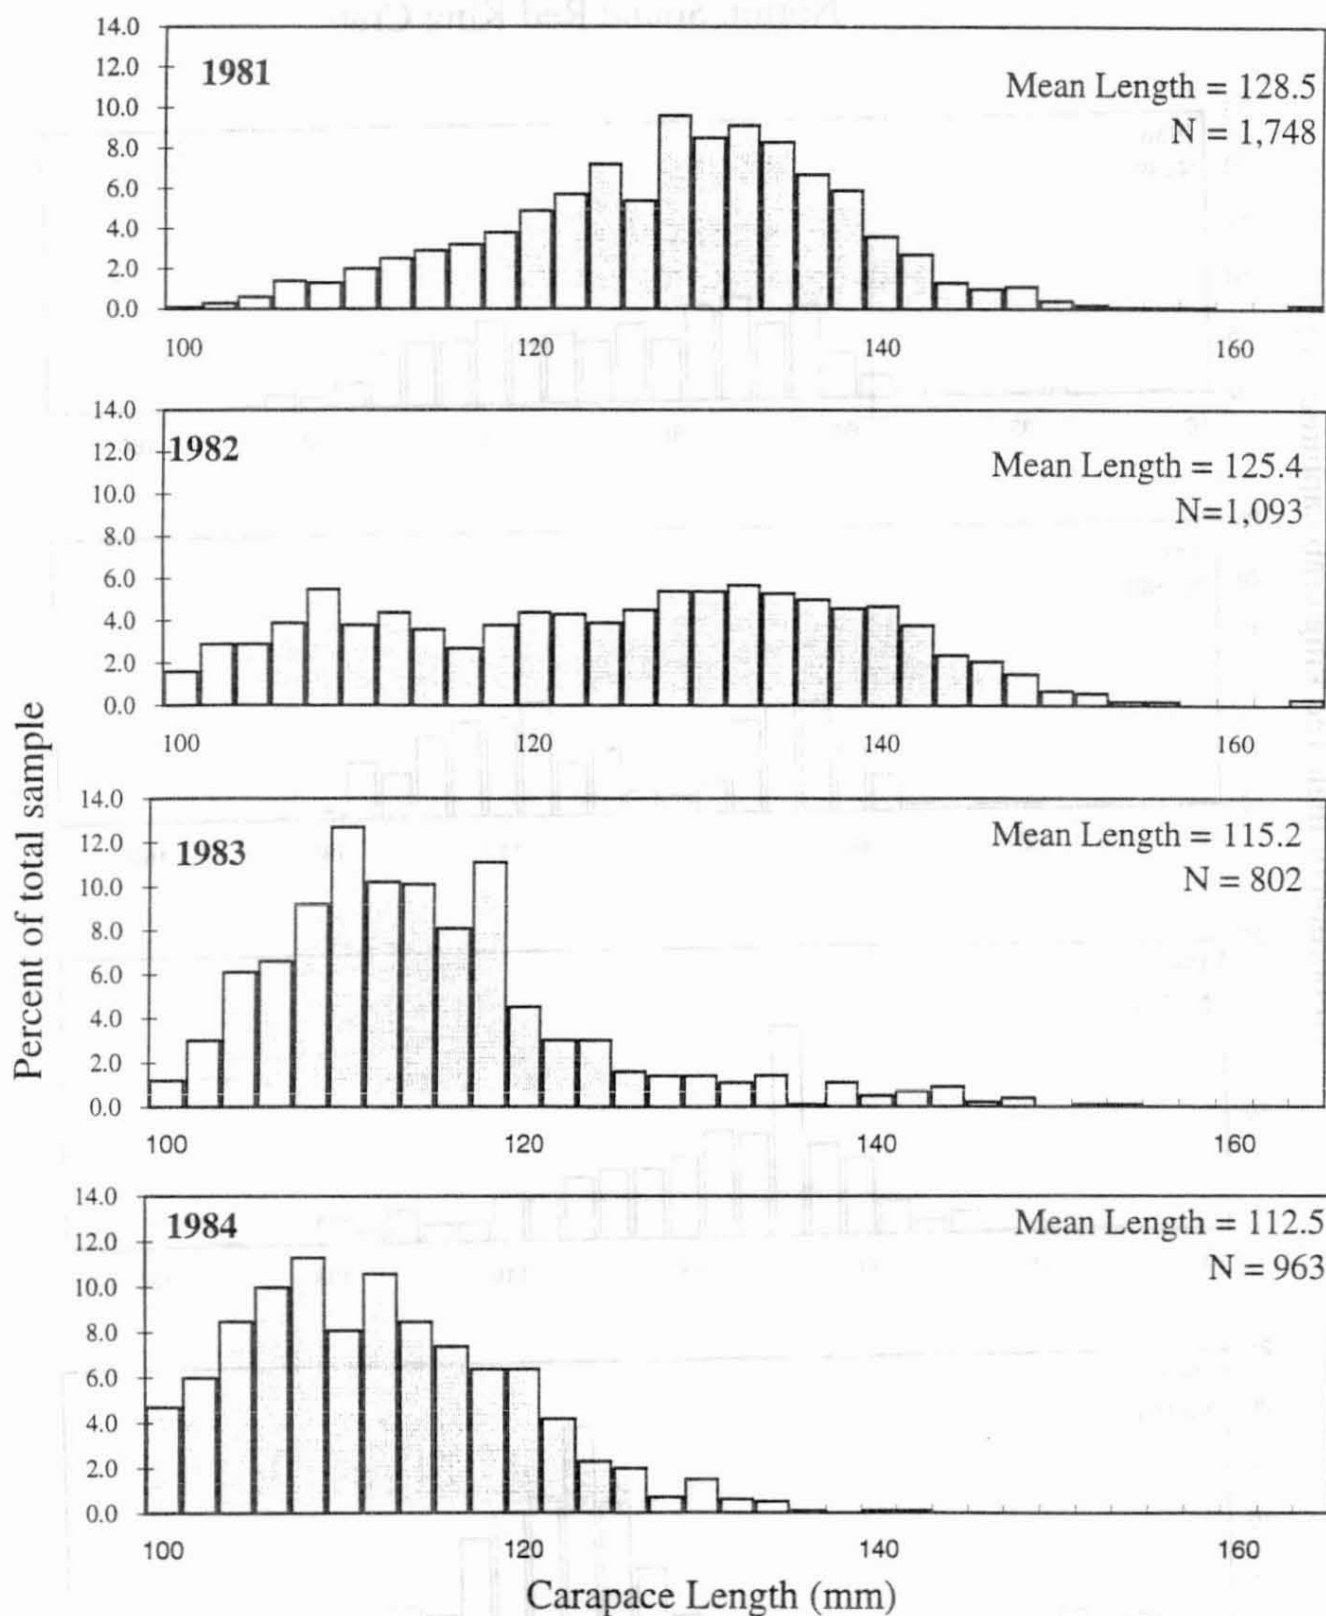 14.0
12.0
10.0
8.0
6.0
4.0
2.0
0.0
1981
Mean Length = 128.5
N = 1,748
100 120 140 160
14.0
12.0
10.0
8.0
6.0
4.0
2.0
0.0
1982
Mean Length = 125.4
N=1,093
100 120 140 160
Percent of total sample
14.0
12.0
10.0
8.0
6.0
4.0
2.0
0.0
1983
Mean Length = 115.2
N = 802
100 120 140 160
14.0
12.0
10.0
8.0
6.0
4.0
2.0
0.0
1984
Mean Length = 112.5
N = 963
100 120 140 160
Carapace Length (mm)